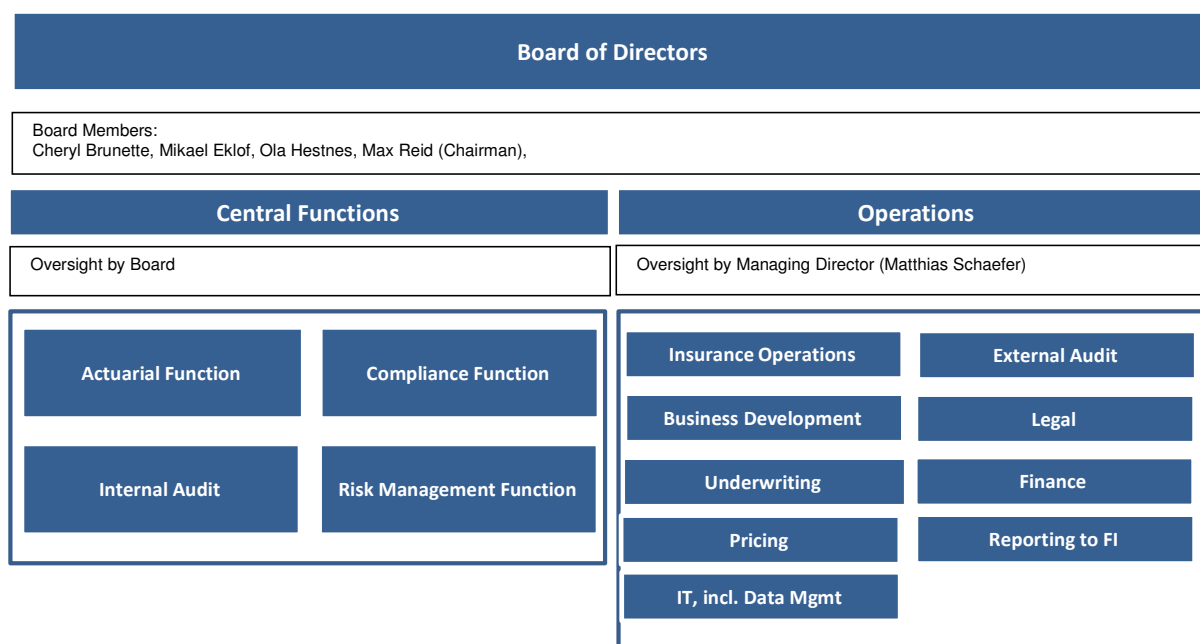 Board of Directors
Board Members:
Cheryl Brunette, Mikael Eklof, Ola Hestnes, Max Reid (Chairman),
Central Functions
Operations
Oversight by Board
Oversight by Managing Director (Matthias Schaefer)
Actuarial Function
Compliance Function
Internal Audit
Risk Management Function
Insurance Operations
External Audit
Business Development
Legal
Underwriting
Finance
Pricing
Reporting to FI
IT, incl. Data Mgmt